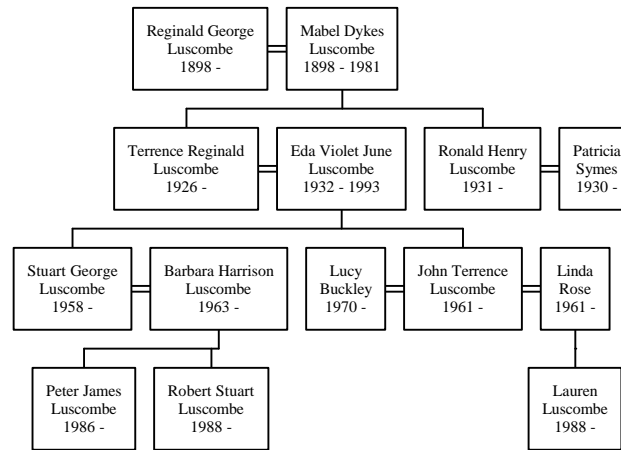 Reginald George
Luscombe
1898 -
Mabel Dykes
Luscombe
1898 - 1981
Terrence Reginald
Luscombe
1926 -
Eda Violet June
Luscombe
1932 - 1993
Ronald Henry
Luscombe
1931 -
Patricia
Symes
1930 -
Stuart George
Luscombe
1958 -
Barbara Harrison
Luscombe
1963 -
Lucy
Buckley
1970 -
John Terrence
Luscombe
1961 -
Linda
Rose
1961 -
Peter James
Luscombe
1986 -
Robert Stuart
Luscombe
1988 -
Lauren
Luscombe
1988 -